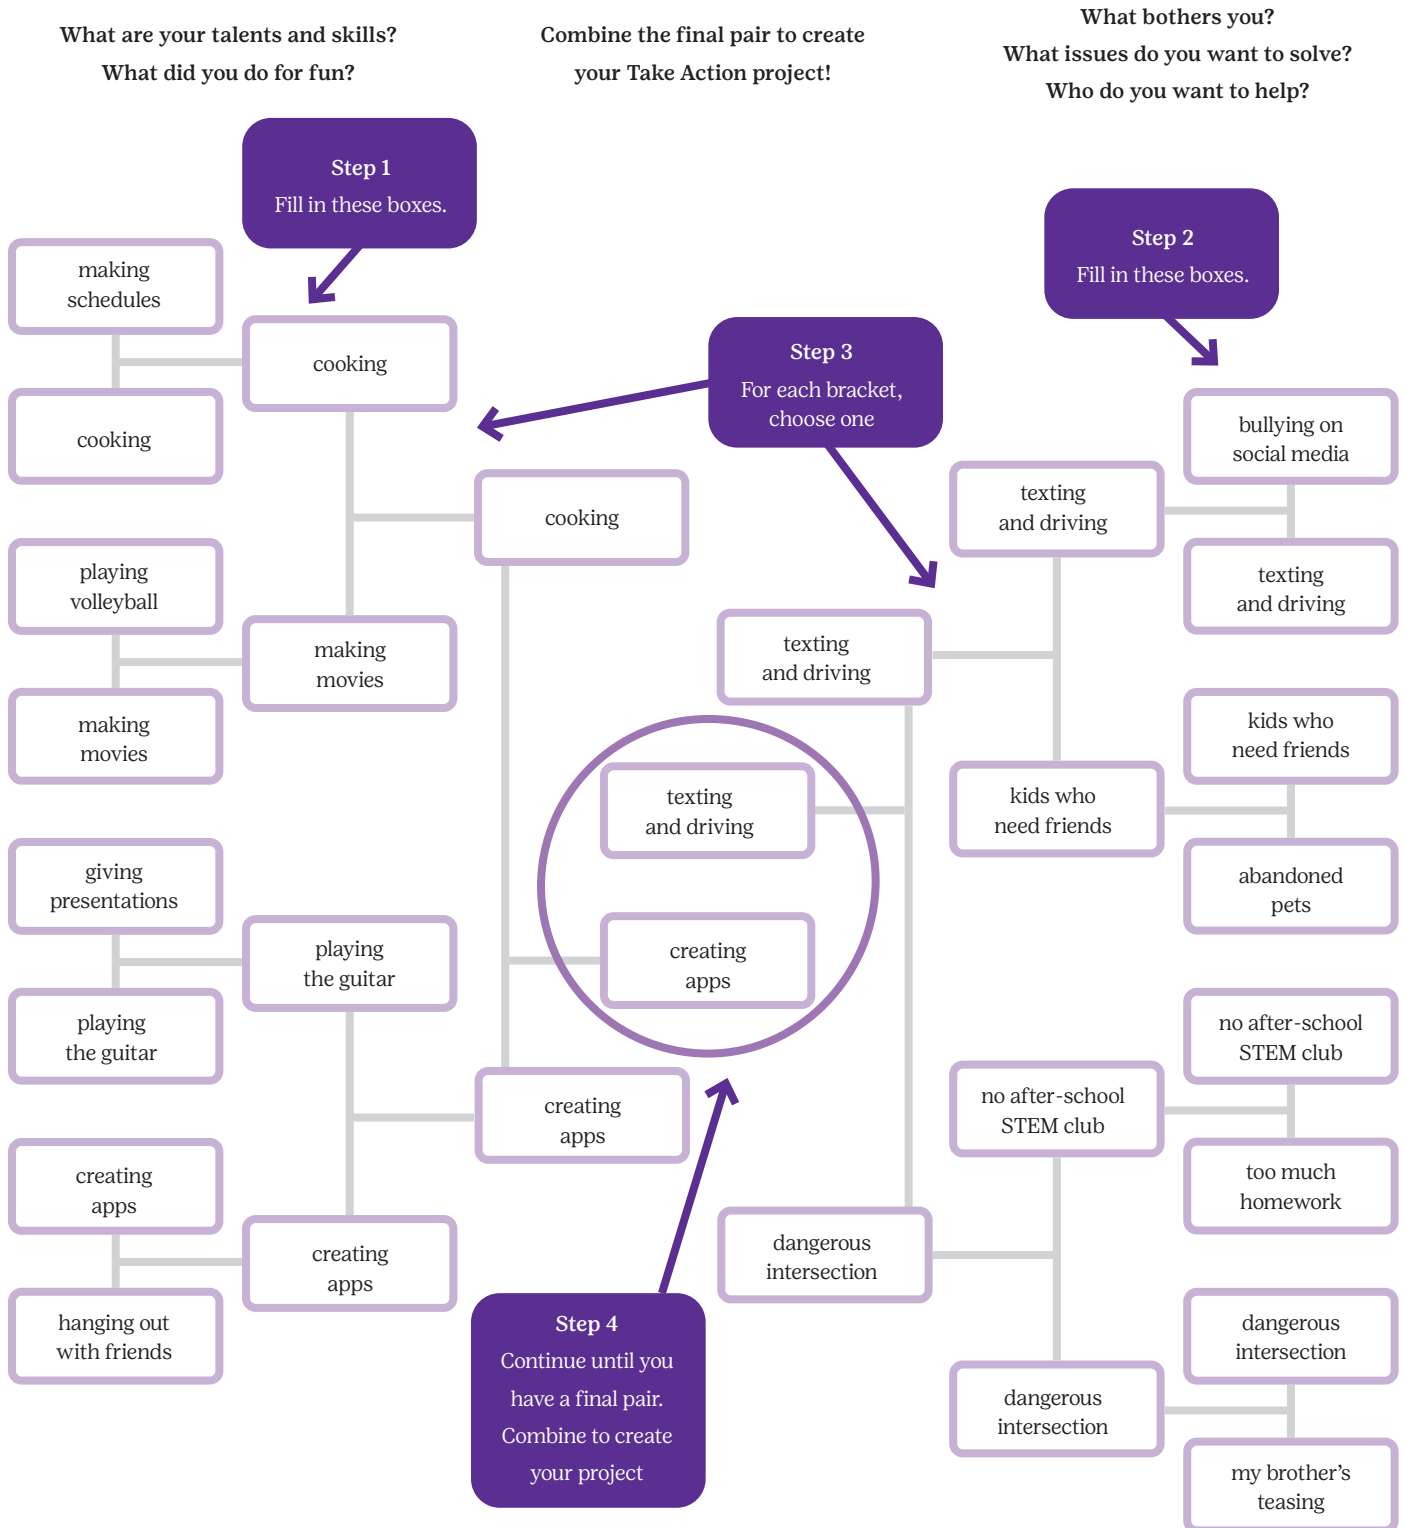 What are your talents and skills?
What did you do for fun?
Combine the final pair to create
your Take Action project!
What bothers you?
What issues do you want to solve?
Who do you want to help?
Step 1
Fill in these boxes.
Step 2
Fill in these boxes.
Step 3
For each bracket,
choose one
making
schedules
cooking
cooking
playing
volleyball
making
movies
making
movies
cooking
giving
presentations
playing
the guitar
playing
the guitar
creating
apps
hanging out
with friends
creating
apps
creating
apps
texting
and driving
creating
apps
texting
and driving
dangerous
intersection
texting
and driving
bullying on
social media
texting
and driving
kids who
need friends
kids who
need friends
abandoned
pets
no after-school
STEM club
no after-school
STEM club
too much
homework
dangerous
intersection
dangerous
intersection
my brother’s
teasing
Step 4
Continue until you
have a final pair.
Combine to create
your project